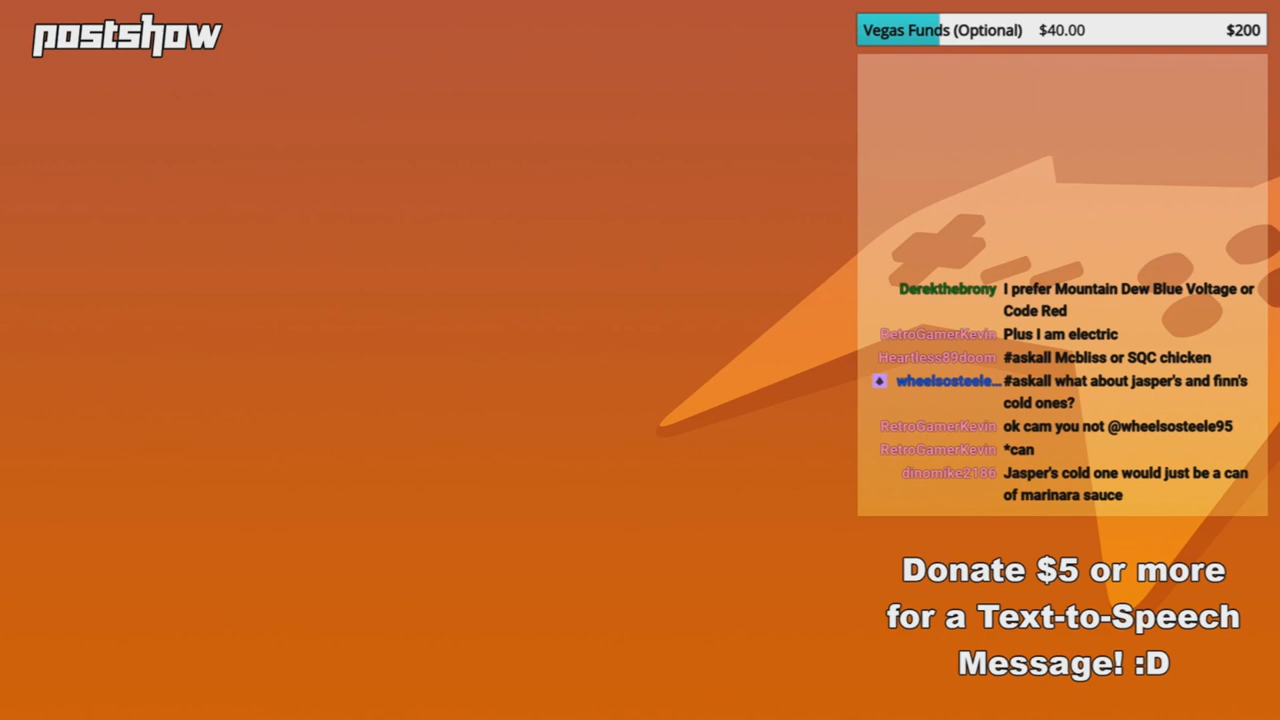 postshow
Vegas Funds (Optional) $40.00 $200
Derekthebrony I prefer Mountain Dew Blue Voltage or
Code Red
RetroGamerKevin Plus I am electric
Heartless89doom #askall Mcbliss or SQC chicken
wheelsosteele... #askall what about jasper's and finn's
cold ones?
RetroGamerKevin ok cam you not @wheelsosteele95
RetroGamerKevin *can
dinomike2186 Jasper's cold one would just be a can
of marinara sauce
Donate $5 or more
for a Text-to-Speech
Message! :D